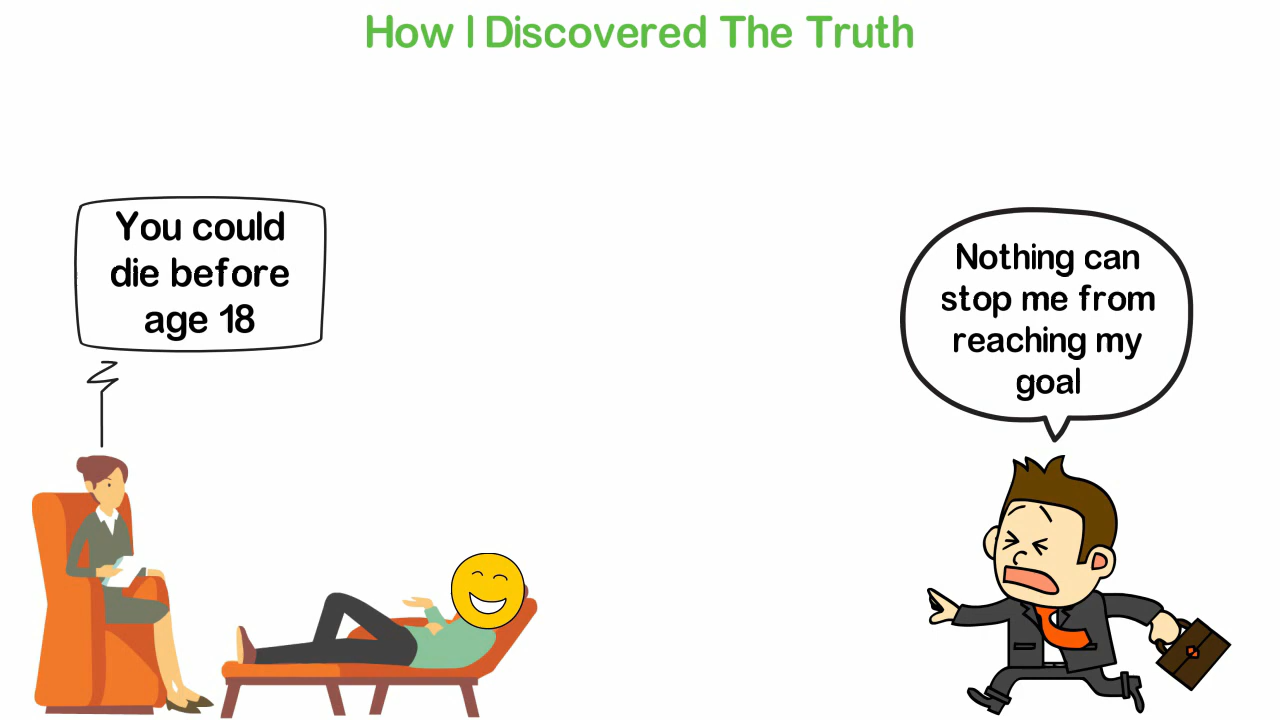 How I Discovered The Truth
You could
die before
age 18
Nothing can
stop me from
reaching my
goal